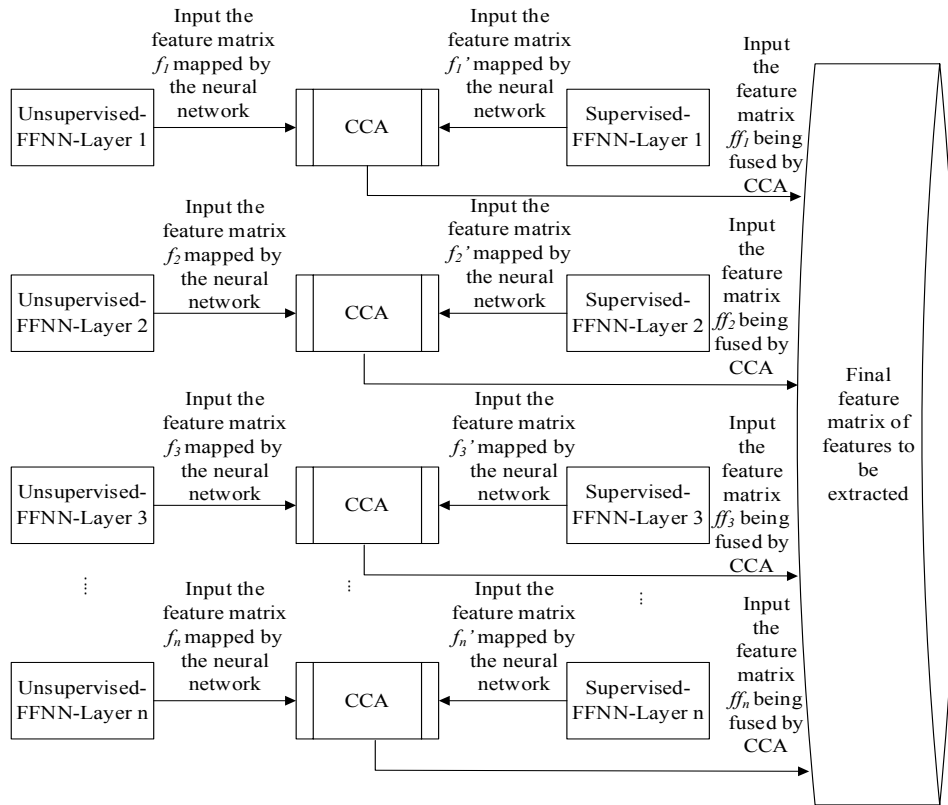 Input the
feature matrix
f1 mapped by
the neural
network
Input the
feature matrix
f1’ mapped by
the neural
network
Input
the
feature
matrix
ff1 being
fused by
CCA
Unsupervised-
FFNN-Layer 1
CCA
Supervised-
FFNN-Layer 1
Input the
feature matrix
f2 mapped by
the neural
network
Input the
feature matrix
f2’ mapped by
the neural
network
Input
the
feature
matrix
ff2 being
fused by
CCA
Unsupervised-
FFNN-Layer 2
CCA
Supervised-
FFNN-Layer 2
Input the
feature matrix
f3 mapped by
the neural
network
Input the
feature matrix
f3’ mapped by
the neural
network
Input
the
feature
matrix
ff3 being
fused by
CCA
Unsupervised-
FFNN-Layer 3
CCA
Supervised-
FFNN-Layer 3
...
...
...
Input the
feature matrix
fn mapped by
the neural
network
Input the
feature matrix
fn’ mapped by
the neural
network
Input
the
feature
matrix
ffn being
fused by
CCA
Unsupervised-
FFNN-Layer n
CCA
Supervised-
FFNN-Layer n
Final
feature
matrix of
features to
be
extracted